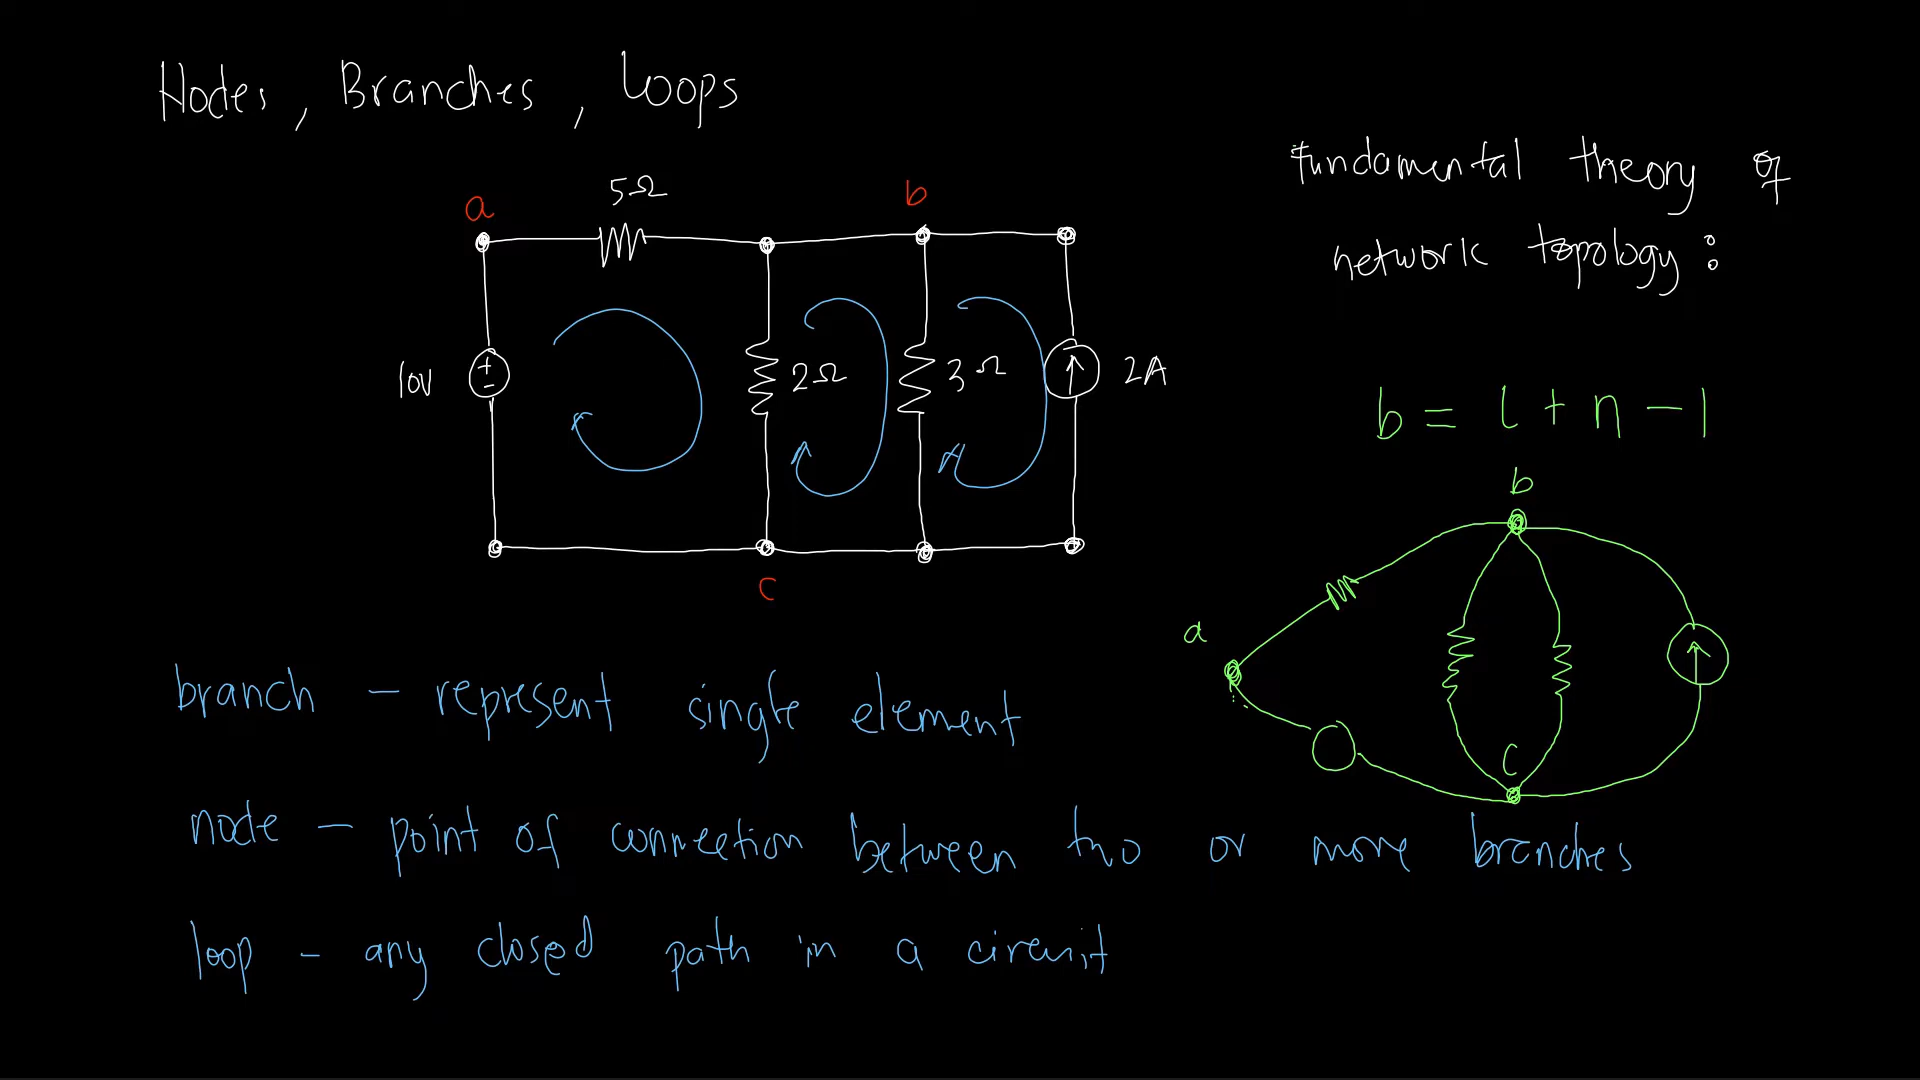 Nodes, Branches, Loops
fundamental theory of
network topology:
a
5Ω
b
10V
+
-
2Ω
3Ω
2A
c
b = l + n - 1
b
a
c
branch - represent single element
node - point of connection between two or more branches
loop - any closed path in a circuit